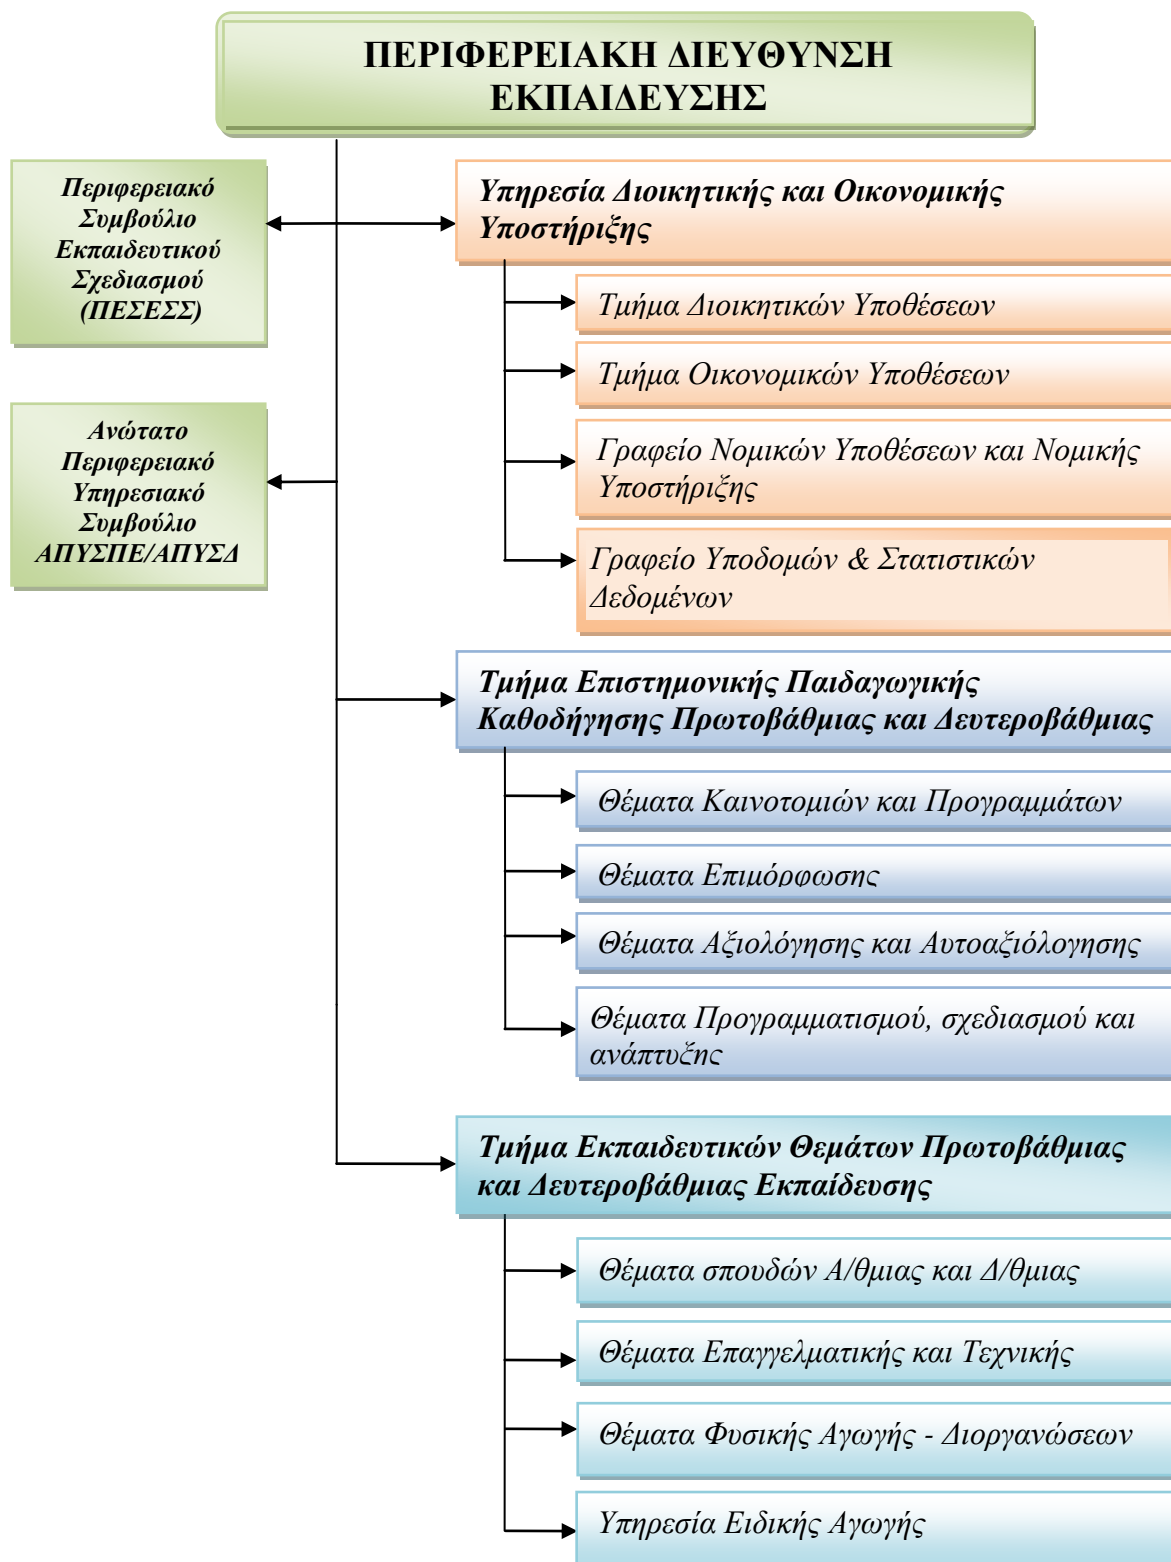 ΠΕΡΙΦΕΡΕΙΑΚΗ ΔΙΕΥΘΥΝΣΗ
ΕΚΠΑΙΔΕΥΣΗΣ
Περιφερειακό
Συμβούλιο
Εκπαιδευτικού
Σχεδιασμού
(ΠΕΣΕΣΣ)
Ανώτατο
Περιφερειακό
Υπηρεσιακό
Συμβούλιο
ΑΠΥΣΠΕ/ΑΠΥΣΔ
Υπηρεσία Διοικητικής και Οικονομικής
Υποστήριξης
Τμήμα Διοικητικών Υποθέσεων
Τμήμα Οικονομικών Υποθέσεων
Γραφείο Νομικών Υποθέσεων και Νομικής
Υποστήριξης
Γραφείο Υποδομών & Στατιστικών
Δεδομένων
Τμήμα Επιστημονικής Παιδαγωγικής
Καθοδήγησης Πρωτοβάθμιας και Δευτεροβάθμιας
Θέματα Καινοτομιών και Προγραμμάτων
Θέματα Επιμόρφωσης
Θέματα Αξιολόγησης και Αυτοαξιόλογησης
Θέματα Προγραμματισμού, σχεδιασμού και
ανάπτυξης
Τμήμα Εκπαιδευτικών Θεμάτων Πρωτοβάθμιας
και Δευτεροβάθμιας Εκπαίδευσης
Θέματα σπουδών Α/θμιας και Δ/θμιας
Θέματα Επαγγελματικής και Τεχνικής
Θέματα Φυσικής Αγωγής - Διοργανώσεων
Υπηρεσία Ειδικής Αγωγής